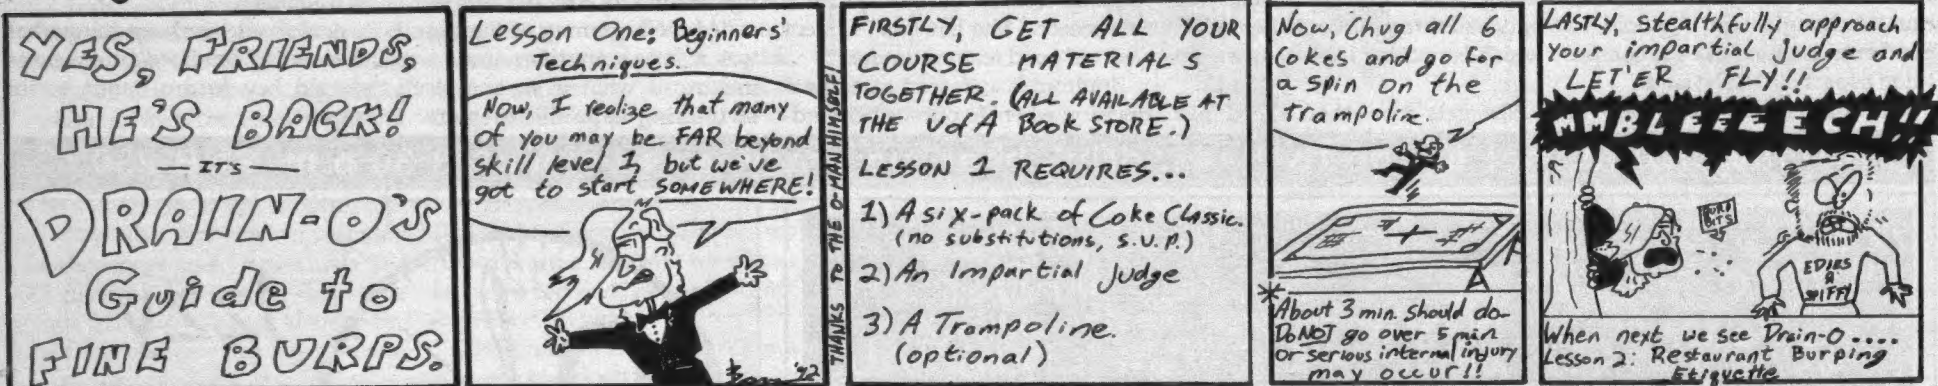 YES, FRIENDS,
HE'S BACK!
— IT'S —
DRAIN-O'S
Guide to
FINE BURPS.
Lesson One: Beginners'
Techniques.
Now, I realize that many
of you may be FAR beyond
skill level 1, but we've
got to start SOMEWHERE!
'92
THANKS TO THE O-MAN HIMSELF
FIRSTLY, GET ALL YOUR
COURSE MATERIALS
TOGETHER. (ALL AVAILABLE AT
THE U of A BOOK STORE.)
LESSON 1 REQUIRES...
1) A six-pack of Coke Classic.
(no substitutions, s.v.p.)
2) An Impartial Judge
3) A Trampoline.
(optional)
Now, Chug all 6
Cokes and go for
a spin on the
trampoline.
*
About 3 min. should do-
Do NOT go over 5 min
or serious internal injury
may occur!!
LASTLY, stealthfully approach
your impartial judge and
LET'ER FLY!!
MMBLEEEEECH!!
BURP
EDIES
A
SPIFFY
When next we see Drain-O....
Lesson 2: Restaurant Burping
Etiquette